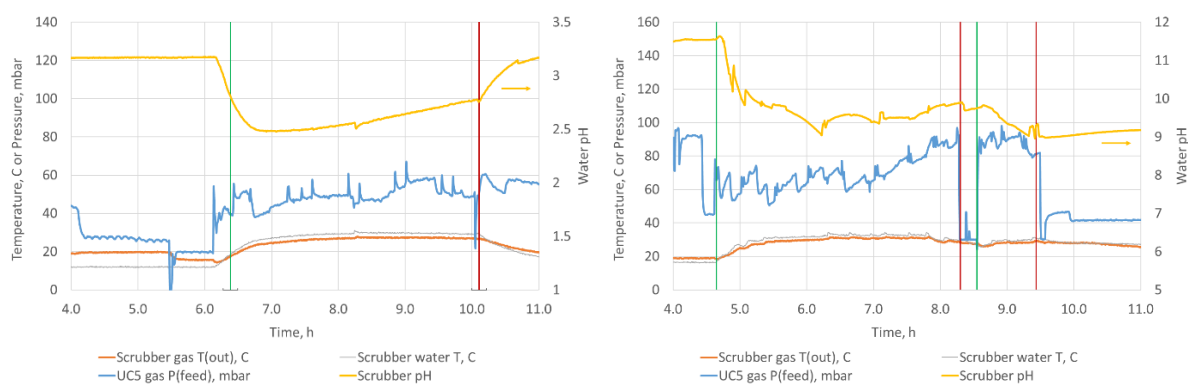 Temperature, C or Pressure, mbar
140
120
100
80
60
40
20
0
3.5
3
2.5
2
1.5
1
Water pH
4.0 5.0 6.0 7.0 8.0 9.0 10.0 11.0
Time, h
Scrubber gas T(out), C Scrubber water T, C
UC5 gas P(feed), mbar Scrubber pH
Temperature, C or Pressure, mbar
160
140
120
100
80
60
40
20
0
12
11
10
9
8
7
6
5
Water pH
4.0 5.0 6.0 7.0 8.0 9.0 10.0 11.0
Time, h
Scrubber gas T(out), C Scrubber water T, C
UC5 gas P(feed), mbar Scrubber pH